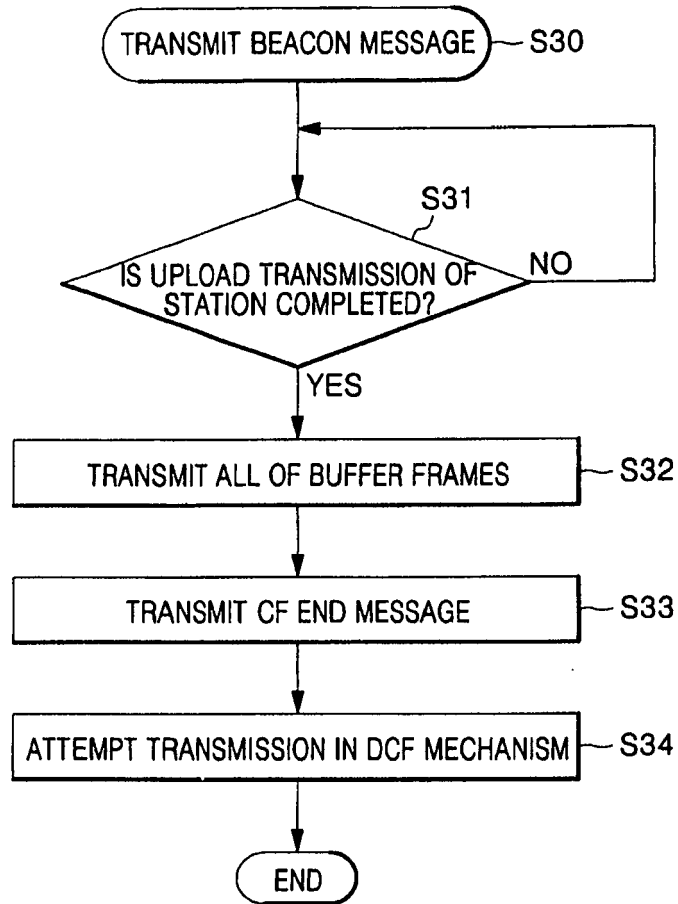 TRANSMIT BEACON MESSAGE S30
S31
IS UPLOAD TRANSMISSION OF
STATION COMPLETED?
NO
YES
TRANSMIT ALL OF BUFFER FRAMES S32
TRANSMIT CF END MESSAGE S33
ATTEMPT TRANSMISSION IN DCF MECHANISM S34
END